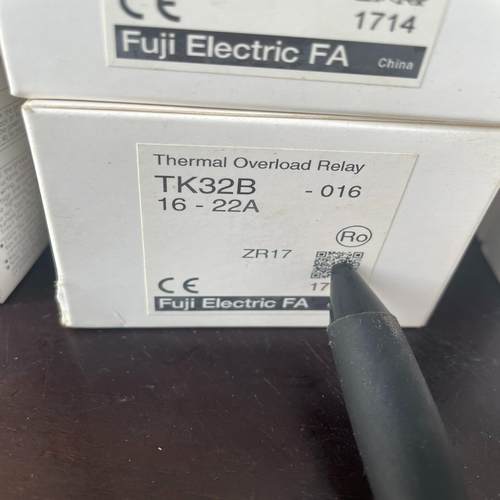 CE
1714
Fuji Electric FA China
Thermal Overload Relay
TK32B - 016
16 - 22A
Ro
ZR17
CE 17
Fuji Electric FA